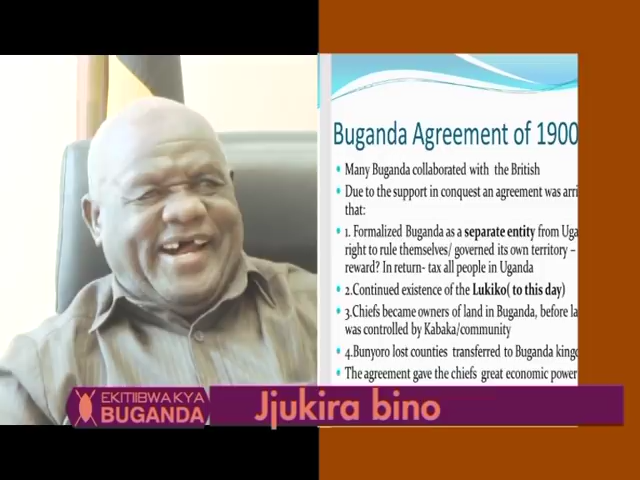 Buganda Agreement of 1900
• Many Buganda collaborated with the British
• Due to the support in conquest an agreement was arri
that:
• 1. Formalized Buganda as a separate entity from Uga
right to rule themselves/ governed its own territory –
reward? In return- tax all people in Uganda
• 2.Continued existence of the Lukiko( to this day)
• 3.Chiefs became owners of land in Buganda, before la
was controlled by Kabaka/community
• 4.Bunyoro lost counties transferred to Buganda kingd
• The agreement gave the chiefs great economic power
EKITIIBWA KYA
BUGANDA
Jjukira bino